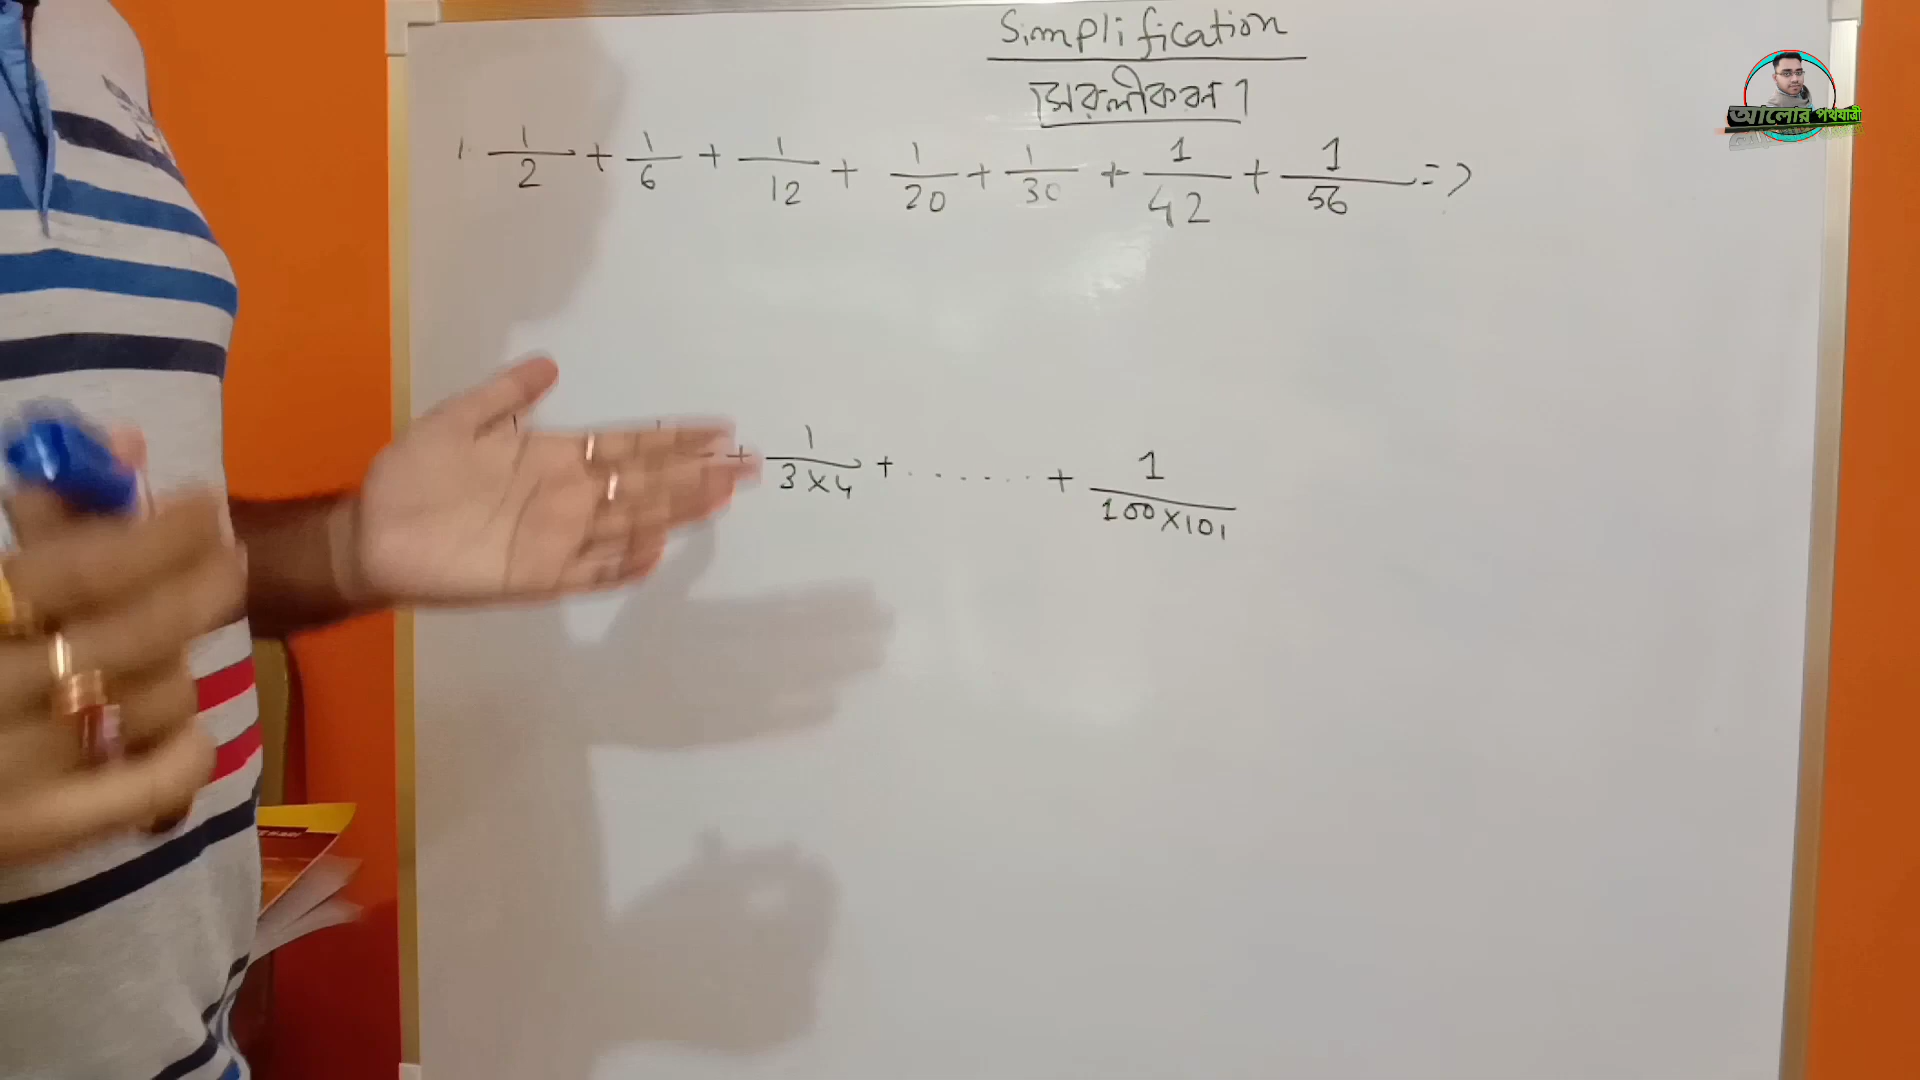 Simplification
সরলীকরণ।
আলোর পথযাত্রী
1. 1/2 + 1/6 + 1/12 + 1/20 + 1/30 + 1/42 + 1/56 = ?
+ 1/3×4 + ...... + 1/100×101